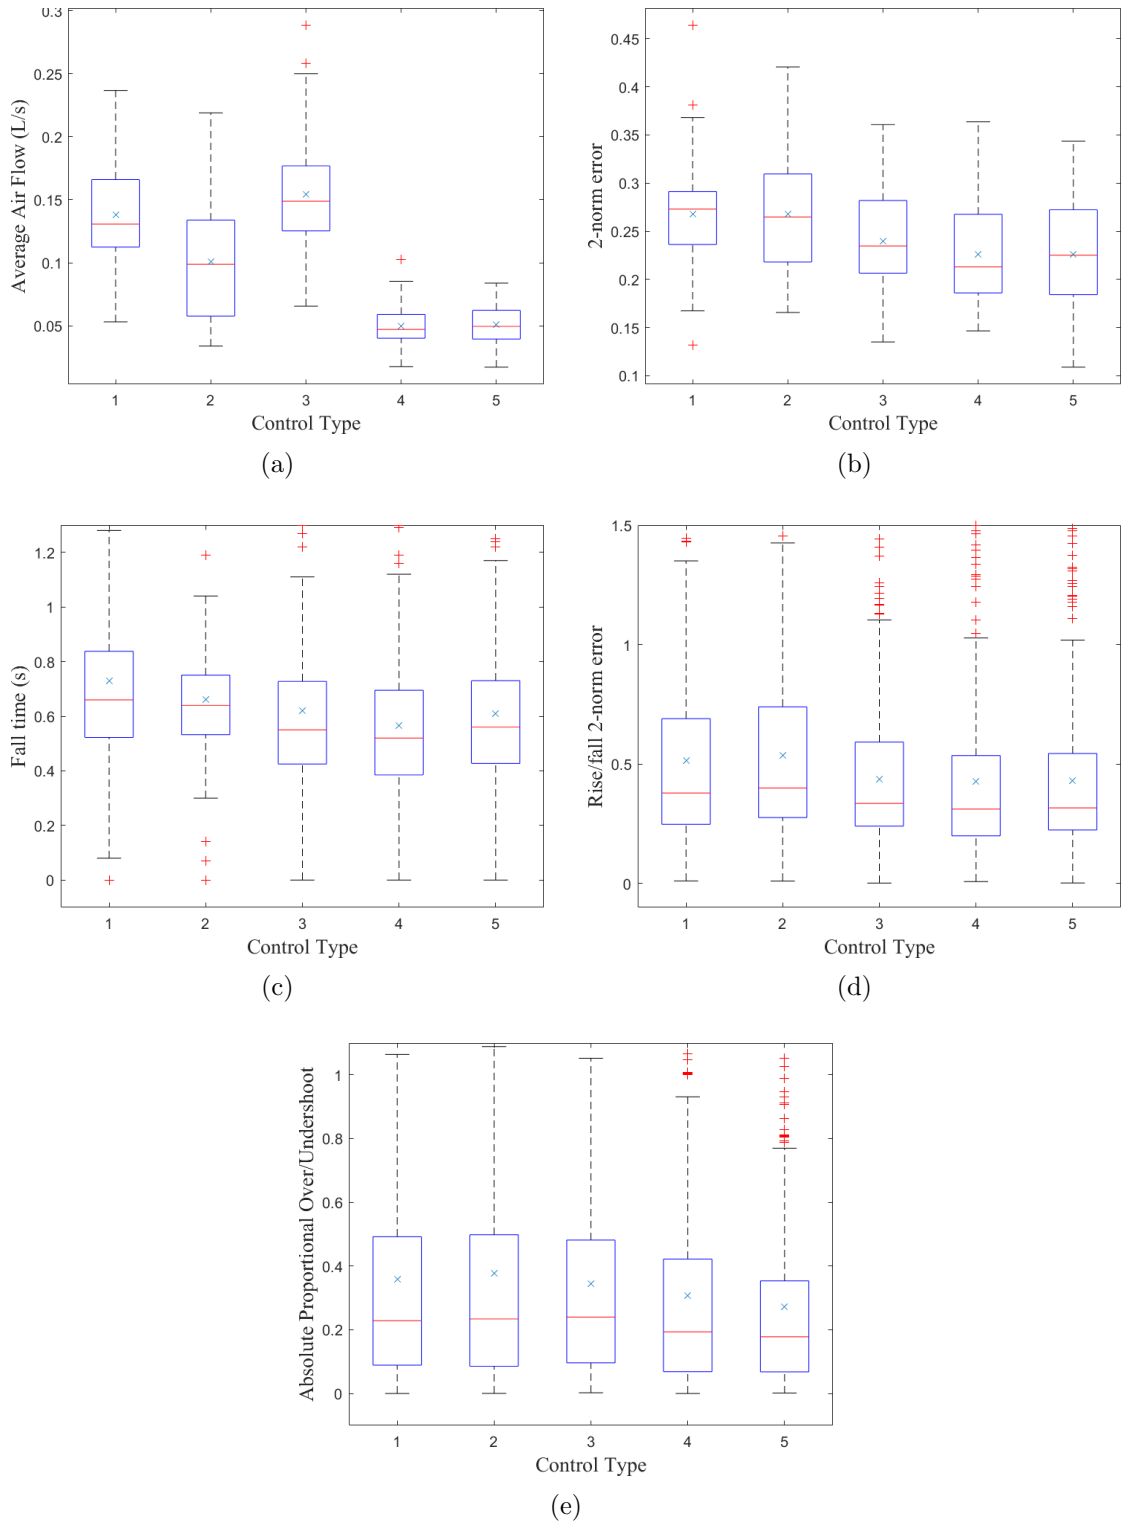 0.3
0.25
0.2
0.15
0.1
0.05
Average Air Flow (L/s)
1 2 3 4 5
Control Type
(a)
0.45
0.4
0.35
0.3
0.25
0.2
0.15
0.1
2-norm error
1 2 3 4 5
Control Type
(b)
1.2
1
0.8
0.6
0.4
0.2
0
Fall time (s)
1 2 3 4 5
Control Type
(c)
1.5
1
0.5
0
Rise/fall 2-norm error
1 2 3 4 5
Control Type
(d)
1
0.8
0.6
0.4
0.2
0
Absolute Proportional Over/Undershoot
1 2 3 4 5
Control Type
(e)